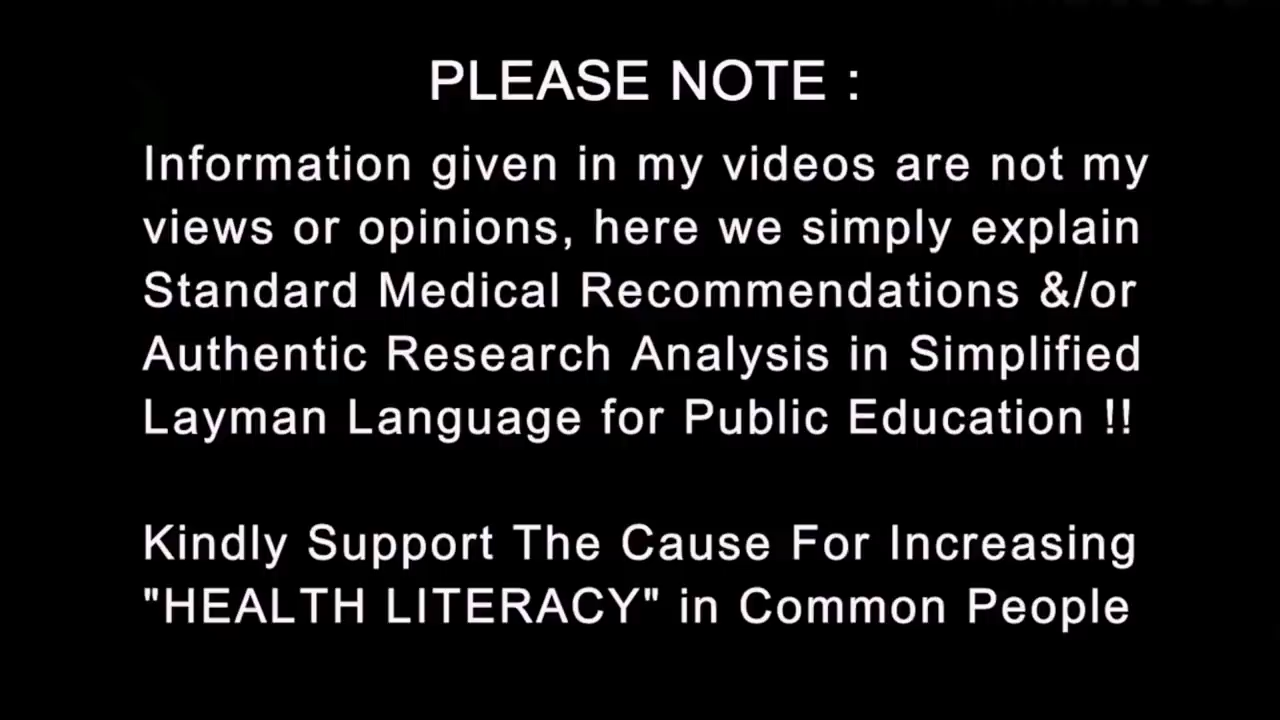 PLEASE NOTE :
Information given in my videos are not my
views or opinions, here we simply explain
Standard Medical Recommendations &/or
Authentic Research Analysis in Simplified
Layman Language for Public Education !!
Kindly Support The Cause For Increasing
"HEALTH LITERACY" in Common People